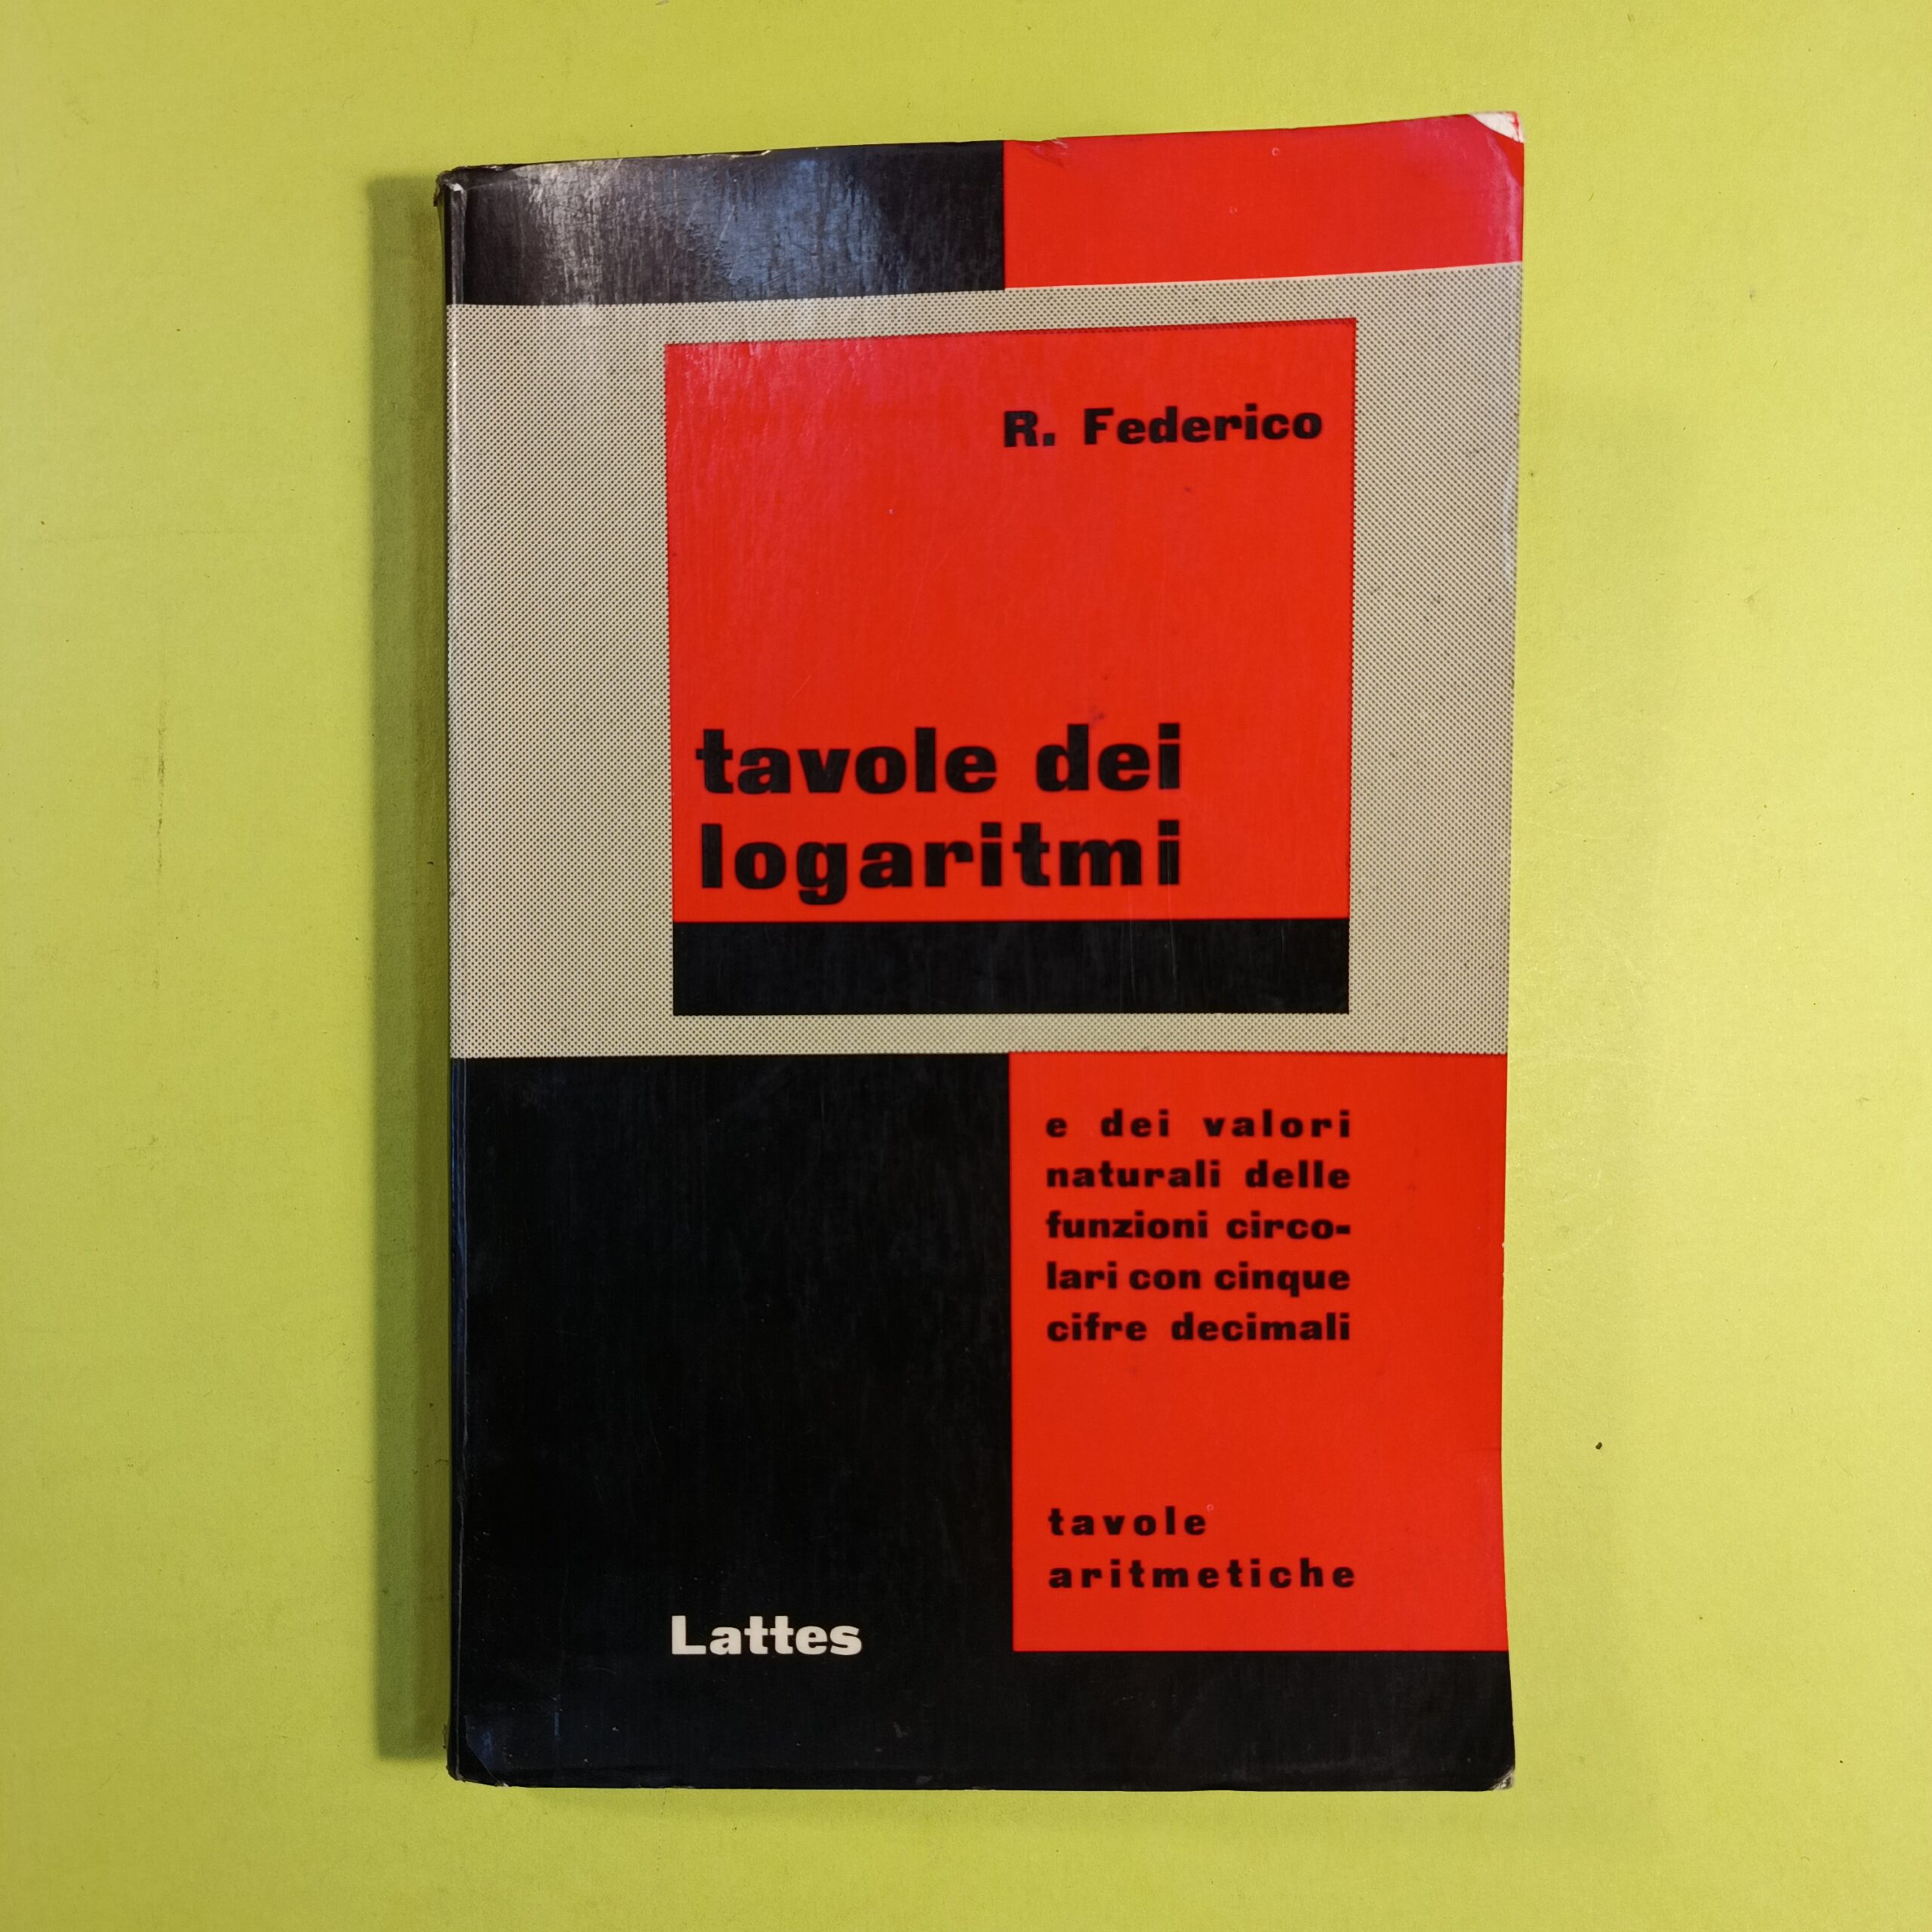 R. Federico
tavole dei
logaritmi
e dei valori
naturali delle
funzioni circo-
lari con cinque
cifre decimali
tavole
aritmetiche
Lattes